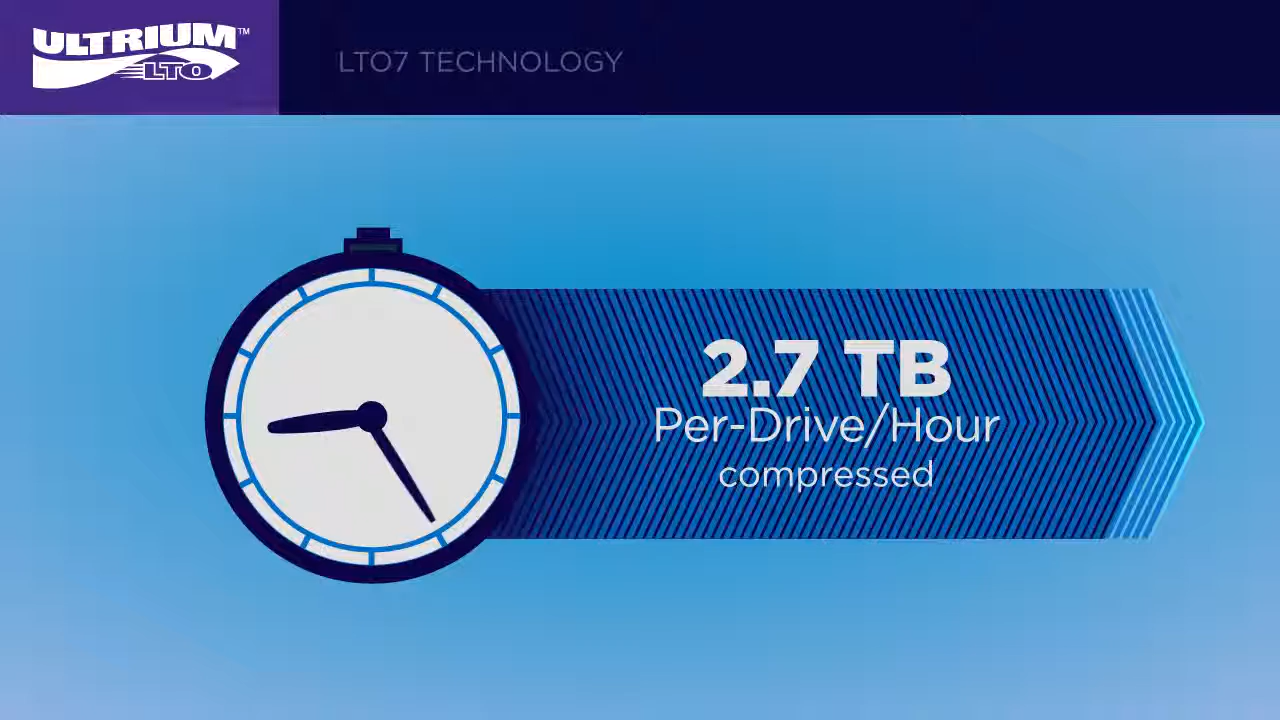 ULTRIUM™
LTO
LTO7 TECHNOLOGY
2.7 TB
Per-Drive/Hour
compressed